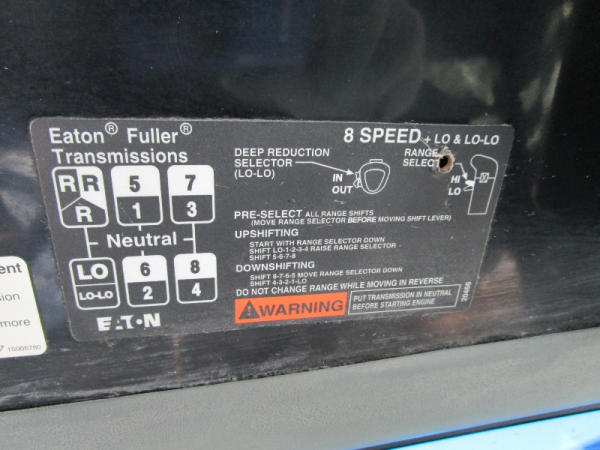 Eaton® Fuller®
Transmissions
8 SPEED + LO & LO-LO
DEEP REDUCTION
SELECTOR
(LO-LO)
IN
OUT
RANGE
SELECT
HI
LO
R R 5 7
R 1 3
Neutral
LO 6 8
LO-LO 2 4
EATON
PRE-SELECT ALL RANGE SHIFTS
(MOVE RANGE SELECTOR BEFORE MOVING SHIFT LEVER)
UPSHIFTING
START WITH RANGE SELECTOR DOWN
SHIFT LO-1-2-3-4 RAISE RANGE SELECTOR
SHIFT 5-6-7-8
DOWNSHIFTING
SHIFT 8-7-6-5 MOVE RANGE SELECTOR DOWN
SHIFT 4-3-2-1-LO
DO NOT CHANGE RANGE WHILE MOVING IN REVERSE
WARNING
PUT TRANSMISSION IN NEUTRAL
BEFORE STARTING ENGINE
20456
ent
sion
more